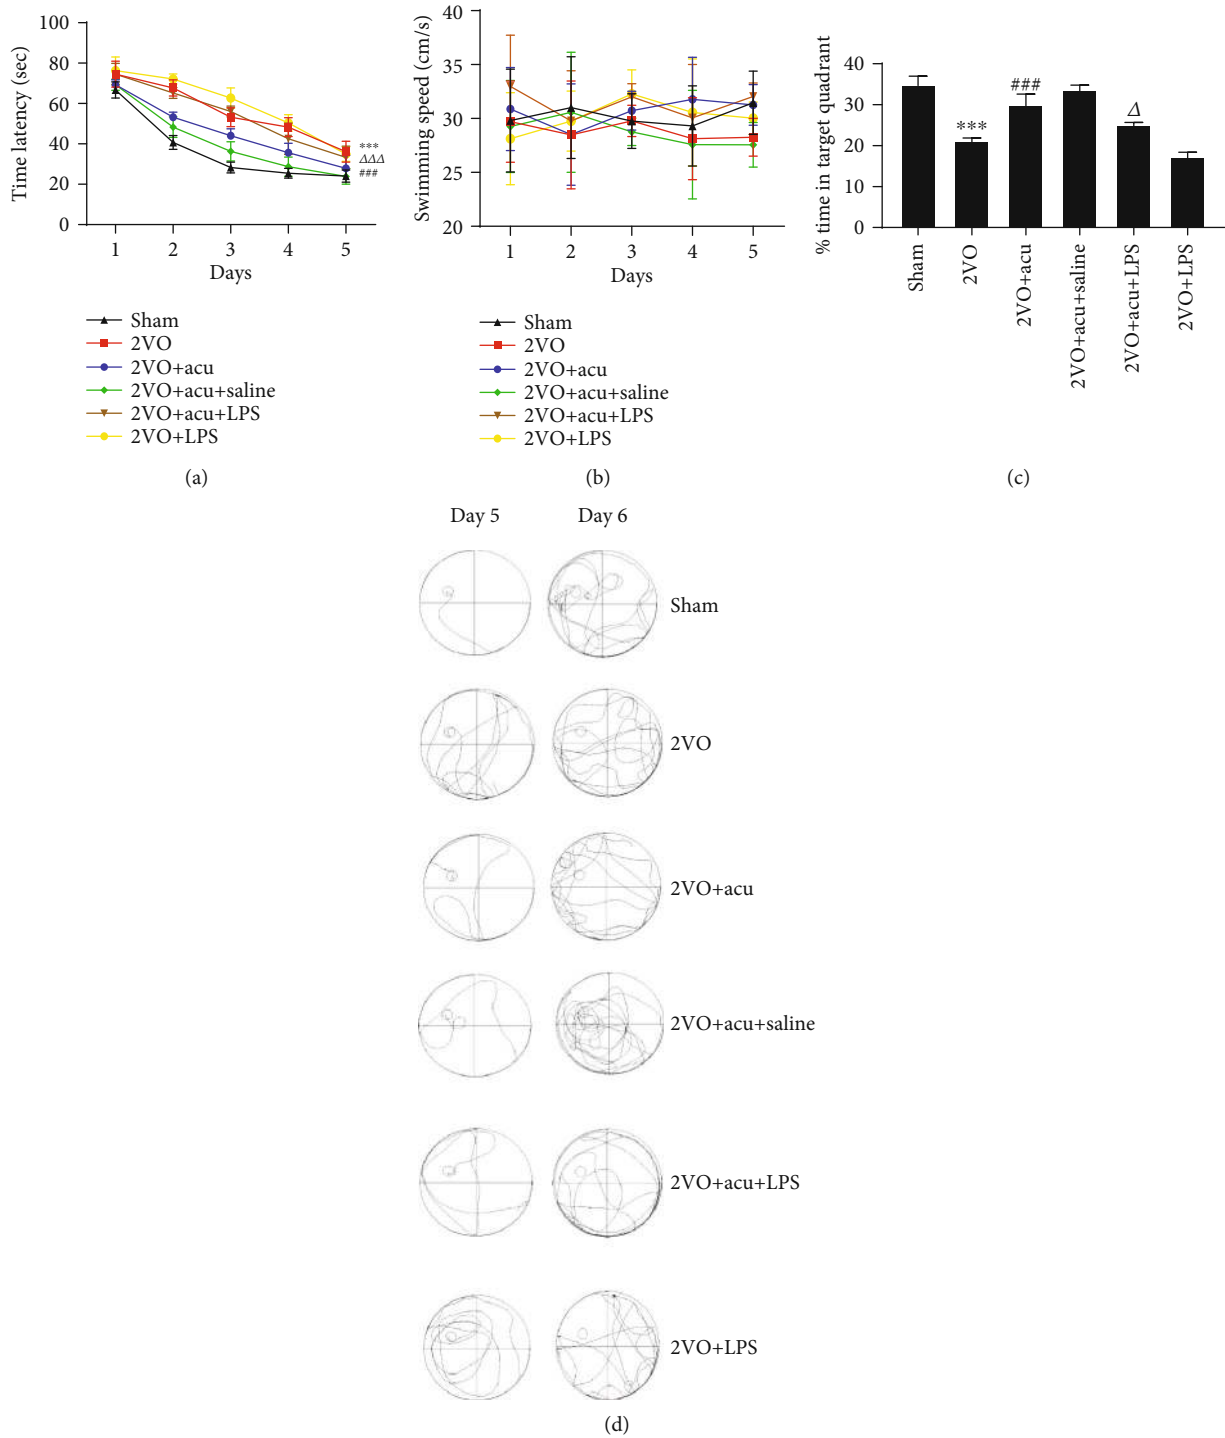 Time latency (sec)
100
80
60
40
20
0
1 2 3 4 5
Days
***
ΔΔΔ
###
Sham
2VO
2VO+acu
2VO+acu+saline
2VO+acu+LPS
2VO+LPS
(a)
Swimming speed (cm/s)
40
35
30
25
20
1 2 3 4 5
Days
Sham
2VO
2VO+acu
2VO+acu+saline
2VO+acu+LPS
2VO+LPS
(b)
% time in target quadrant
40
30
20
10
0
***
###
Δ
Sham
2VO
2VO+acu
2VO+acu+saline
2VO+acu+LPS
2VO+LPS
(c)
Day 5 Day 6
Sham
2VO
2VO+acu
2VO+acu+saline
2VO+acu+LPS
2VO+LPS
(d)